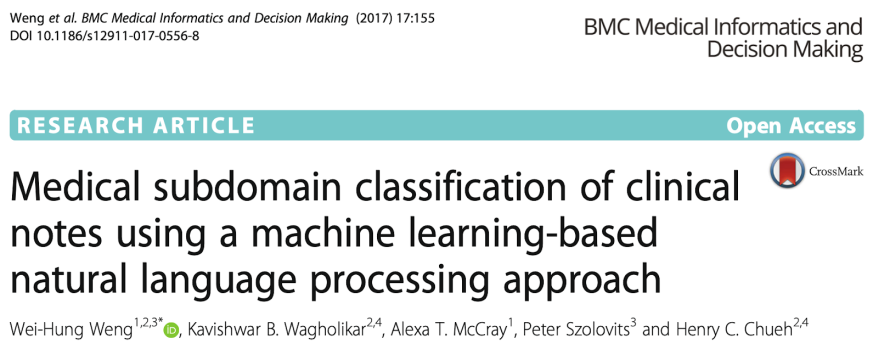 Weng et al. BMC Medical Informatics and Decision Making (2017) 17:155
DOI 10.1186/s12911-017-0556-8
BMC Medical Informatics and
Decision Making
RESEARCH ARTICLE Open Access
CrossMark
Medical subdomain classification of clinical
notes using a machine learning-based
natural language processing approach
Wei-Hung Weng1,2,3* iD, Kavishwar B. Wagholikar2,4, Alexa T. McCray1, Peter Szolovits3 and Henry C. Chueh2,4